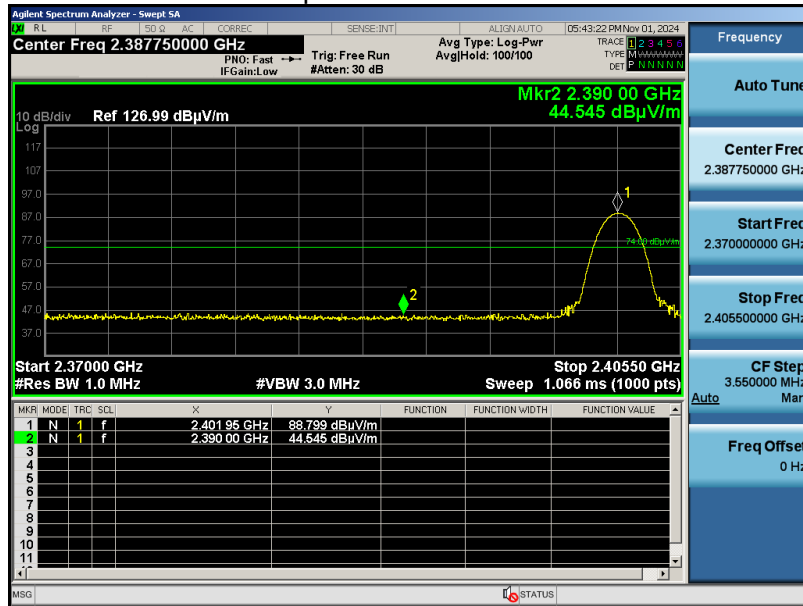 Agilent Spectrum Analyzer - Swept SA
LXI RL RF 50 Ω AC CORREC SENSE:INT ALIGN AUTO 05:43:22 PM Nov 01, 2024
Center Freq 2.387750000 GHz
PNO: Fast
IFGain:Low
Trig: Free Run
#Atten: 30 dB
Avg Type: Log-Pwr
Avg|Hold: 100/100
TRACE 1 2 3 4 5 6
TYPE MWWWWW
DET P N N N N N
Mkr2 2.390 00 GHz
44.545 dBµV/m
10 dB/div Ref 126.99 dBµV/m
Log
117
107
97.0
87.0
77.0
67.0
57.0
47.0
37.0
1
74.00 dBµV/m
2
Start 2.37000 GHz Stop 2.40550 GHz
#Res BW 1.0 MHz #VBW 3.0 MHz Sweep 1.066 ms (1000 pts)
MKR MODE TRC SCL X Y FUNCTION FUNCTION WIDTH FUNCTION VALUE
1 N 1 f 2.401 95 GHz 88.799 dBµV/m
2 N 1 f 2.390 00 GHz 44.545 dBµV/m
3
4
5
6
7
8
9
10
11
MSG STATUS
Frequency
Auto Tune
Center Freq
2.387750000 GHz
Start Freq
2.370000000 GHz
Stop Freq
2.405500000 GHz
CF Step
3.550000 MHz
Auto Man
Freq Offset
0 Hz